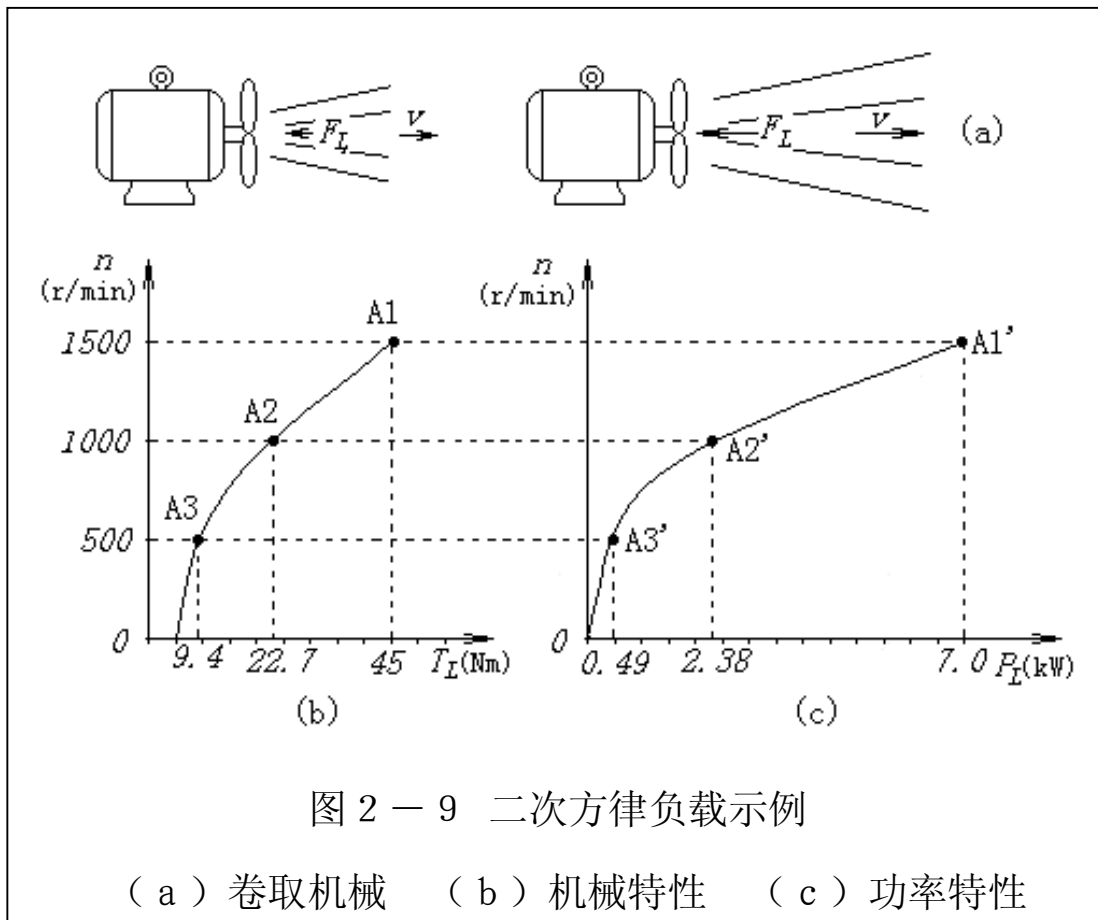 F_L v F_L v (a)
n (r/min) n (r/min)
A1 A1'
1500
A2 A2'
1000
A3 A3'
500
0 0
9.4 22.7 45 T_L(Nm) 0.49 2.38 7.0 P_L(kW)
(b) (c)
图2－9 二次方律负载示例
（a）卷取机械 （b）机械特性 （c）功率特性